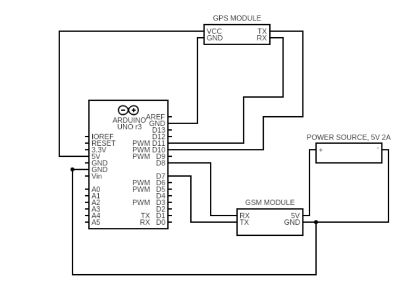 GPS MODULE
VCC TX
GND RX
ARDUINO
UNO r3
AREF
GND
D13
D12
PWM D11
PWM D10
PWM D9
D8
D7
PWM D6
PWM D5
D4
PWM D3
D2
TX D1
RX D0
IOREF
RESET
3.3V
5V
GND
GND
Vin
A0
A1
A2
A3
A4
A5
POWER SOURCE, 5V 2A
+ -
GSM MODULE
RX 5V
TX GND